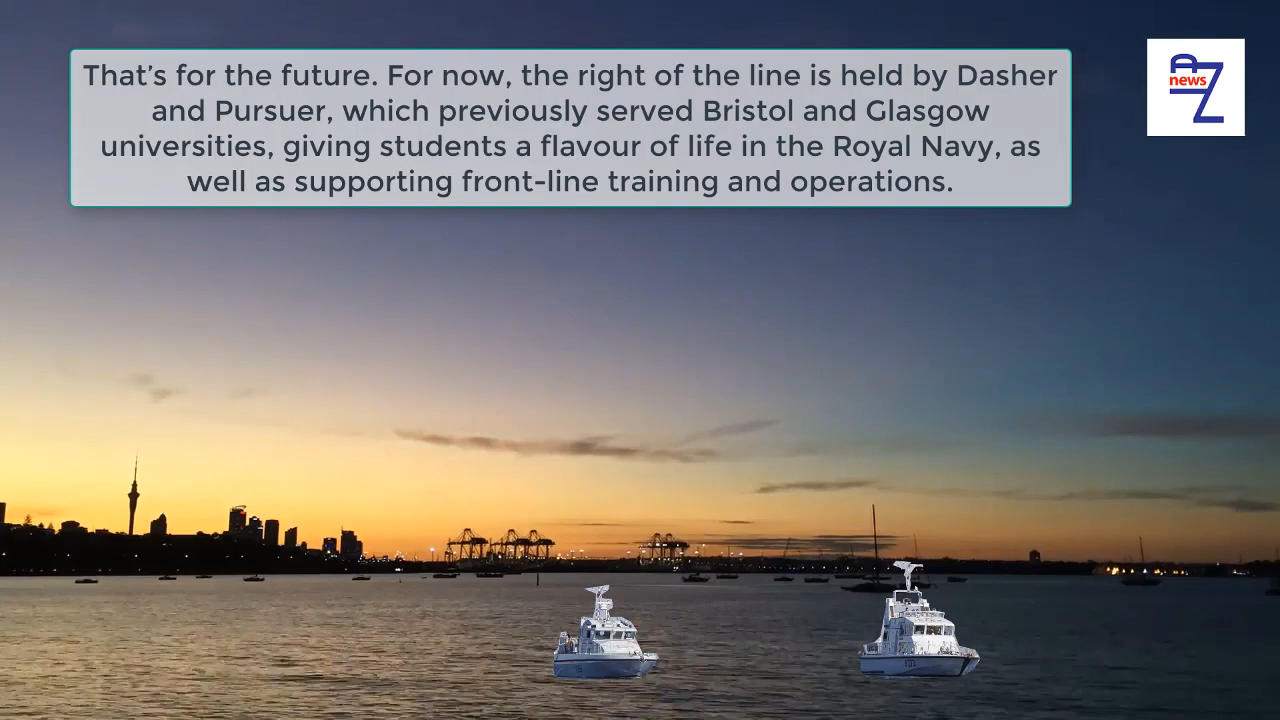 That’s for the future. For now, the right of the line is held by Dasher
and Pursuer, which previously served Bristol and Glasgow
universities, giving students a flavour of life in the Royal Navy, as
well as supporting front-line training and operations.
A
news
Z